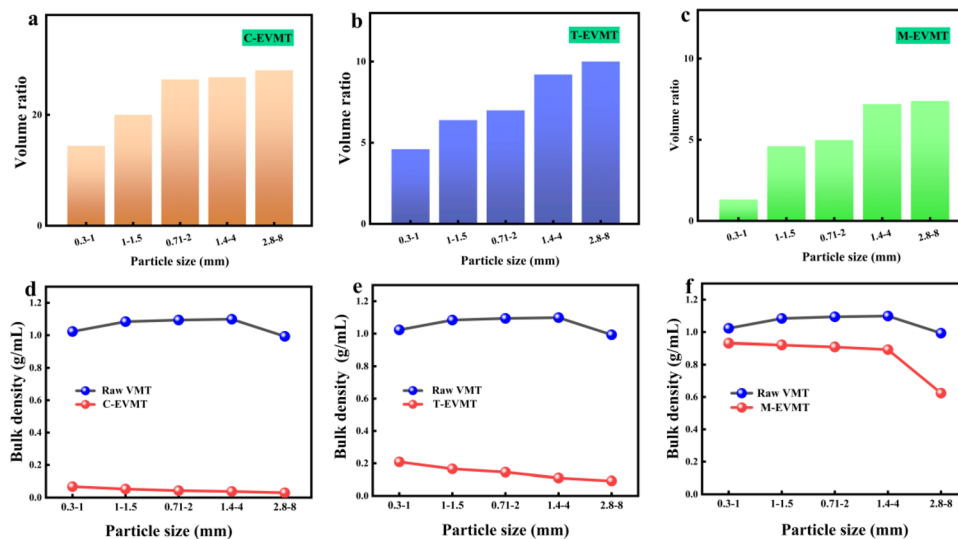 a
C-EVMT
Volume ratio
20
0
0.3-1 1-1.5 0.71-2 1.4-4 2.8-8
Particle size (mm)
b
T-EVMT
Volume ratio
10
5
0
0.3-1 1-1.5 0.71-2 1.4-4 2.8-8
Particle size (mm)
c
M-EVMT
Volume ratio
10
5
0
0.3-1 1-1.5 0.71-2 1.4-4 2.8-8
Particle size (mm)
d
Bulk density (g/mL)
1.2
1.0
0.8
0.6
0.4
0.2
0.0
Raw VMT
C-EVMT
0.3-1 1-1.5 0.71-2 1.4-4 2.8-8
Particle size (mm)
e
Bulk density (g/mL)
1.2
1.0
0.8
0.6
0.4
0.2
0.0
Raw VMT
T-EVMT
0.3-1 1-1.5 0.71-2 1.4-4 2.8-8
Particle size (mm)
f
Bulk density (g/mL)
1.2
1.0
0.8
0.6
0.4
0.2
0.0
Raw VMT
M-EVMT
0.3-1 1-1.5 0.71-2 1.4-4 2.8-8
Particle size (mm)